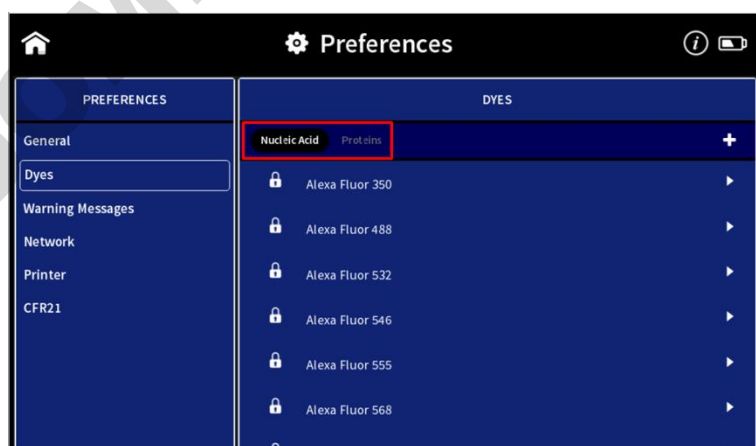 Preferences
PREFERENCES
General
Dyes
Warning Messages
Network
Printer
CFR21
DYES
Nucleic Acid Proteins
Alexa Fluor 350
Alexa Fluor 488
Alexa Fluor 532
Alexa Fluor 546
Alexa Fluor 555
Alexa Fluor 568